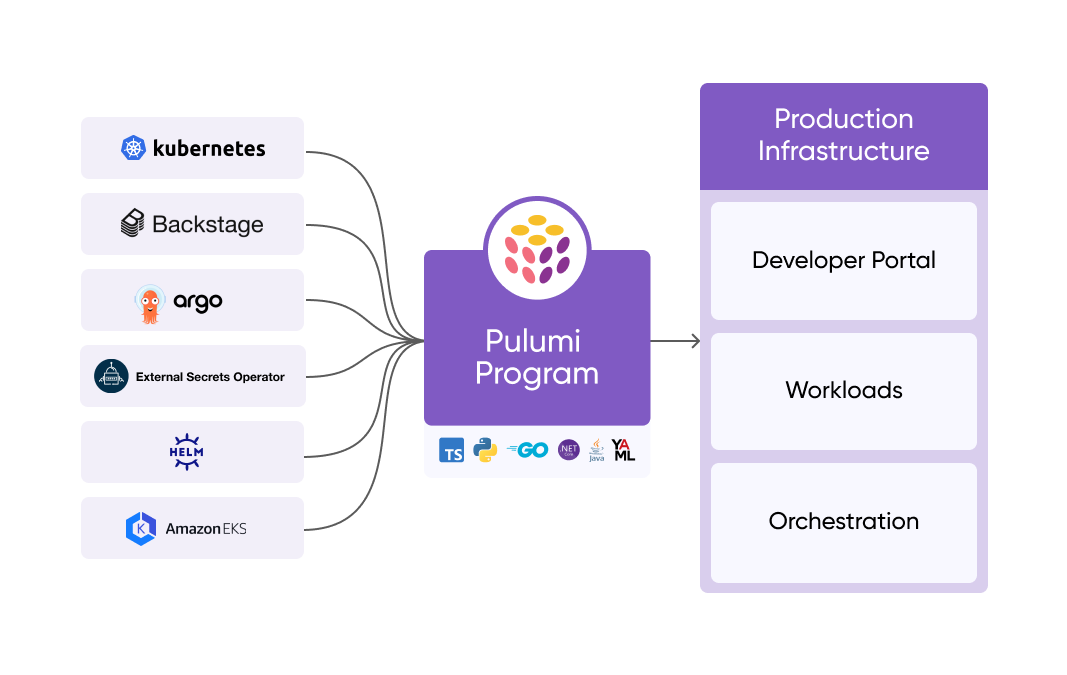 kubernetes
Backstage
argo
External Secrets Operator
HELM
Amazon EKS
Pulumi
Program
TS
GO
.NET
Core
Java
YA
ML
Production
Infrastructure
Developer Portal
Workloads
Orchestration